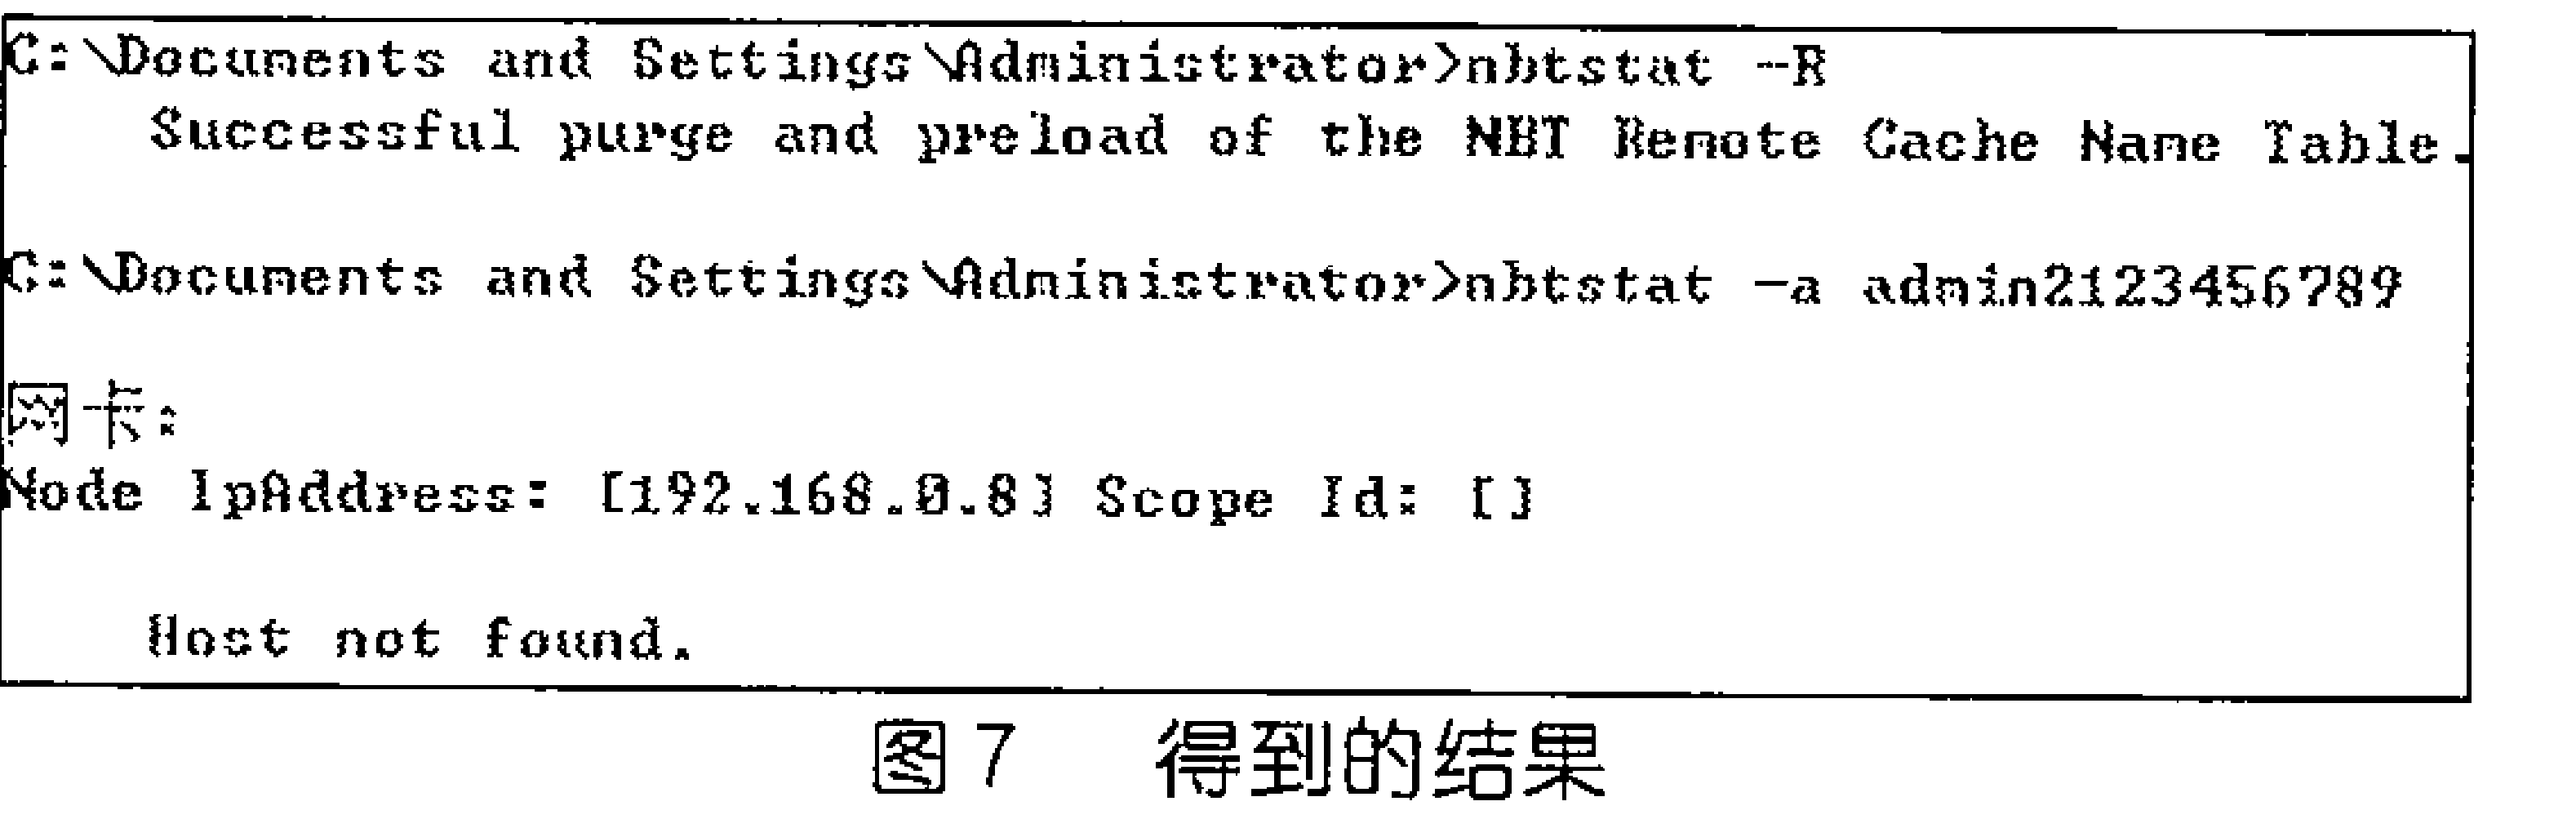 C:\Documents and Settings\Administrator>nbtstat -R
Successful purge and preload of the NBT Remote Cache Name Table.
C:\Documents and Settings\Administrator>nbtstat -a admin2123456789
网卡:
Node IpAddress: [192.168.0.8] Scope Id: []
Host not found.
图7 得到的结果